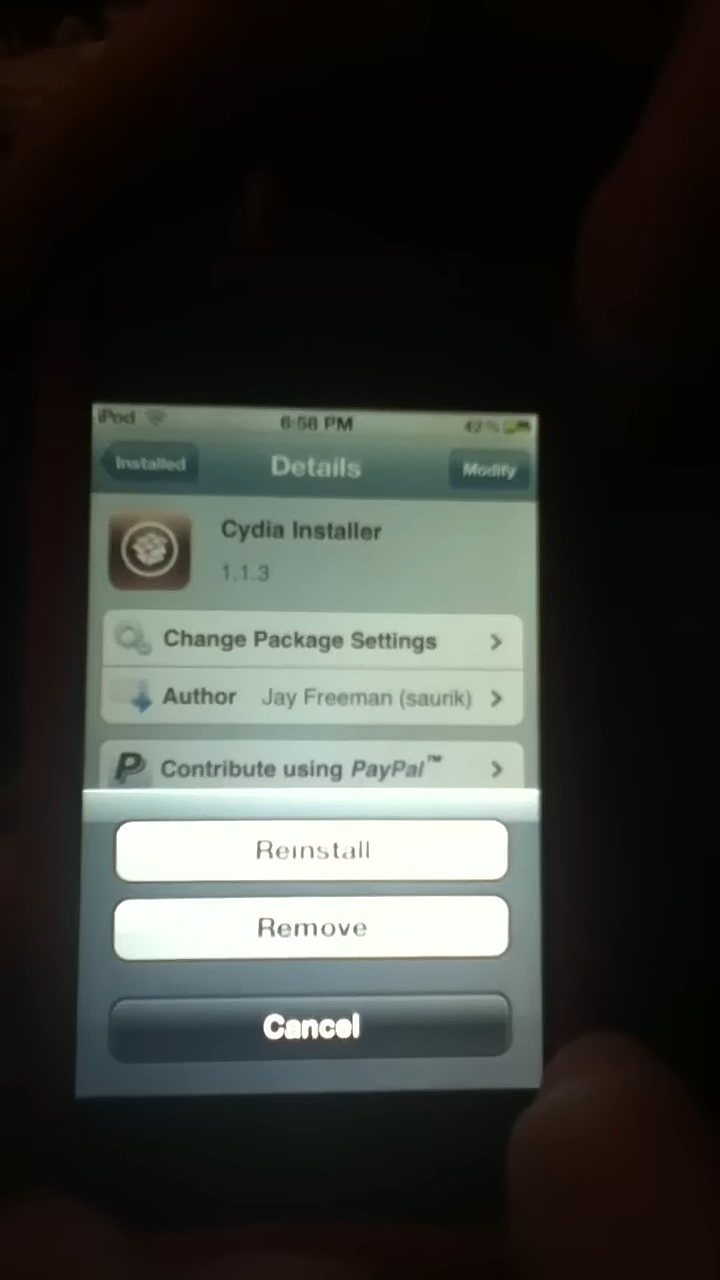 iPod 6:58 PM 42%
Installed Details Modify
Cydia Installer
1.1.3
Change Package Settings
Author Jay Freeman (saurik)
Contribute using PayPal™
Reinstall
Remove
Cancel